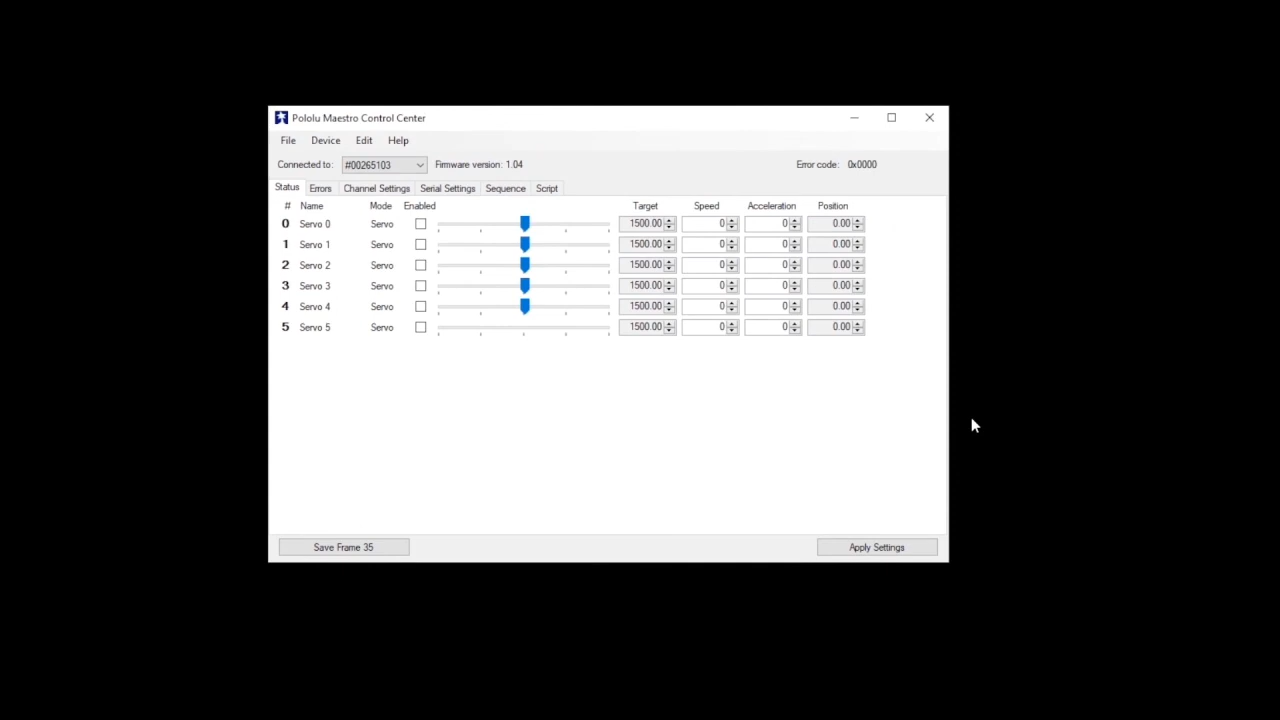 Pololu Maestro Control Center
File Device Edit Help
Connected to: #00265103 Firmware version: 1.04 Error code: 0x0000
Status Errors Channel Settings Serial Settings Sequence Script
# Name Mode Enabled Target Speed Acceleration Position
0 Servo 0 Servo 1500.00 0 0 0.00
1 Servo 1 Servo 1500.00 0 0 0.00
2 Servo 2 Servo 1500.00 0 0 0.00
3 Servo 3 Servo 1500.00 0 0 0.00
4 Servo 4 Servo 1500.00 0 0 0.00
5 Servo 5 Servo 1500.00 0 0 0.00
Save Frame 35 Apply Settings